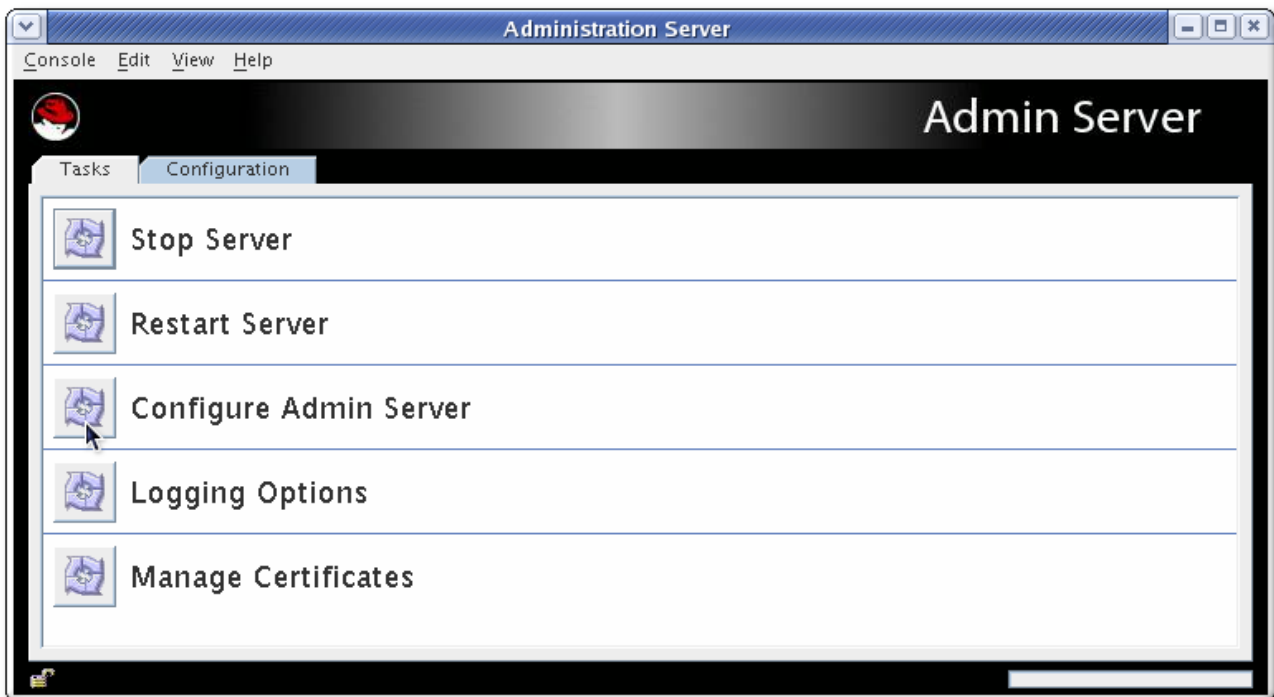 Administration Server
Console Edit View Help
Admin Server
Tasks Configuration
Stop Server
Restart Server
Configure Admin Server
Logging Options
Manage Certificates